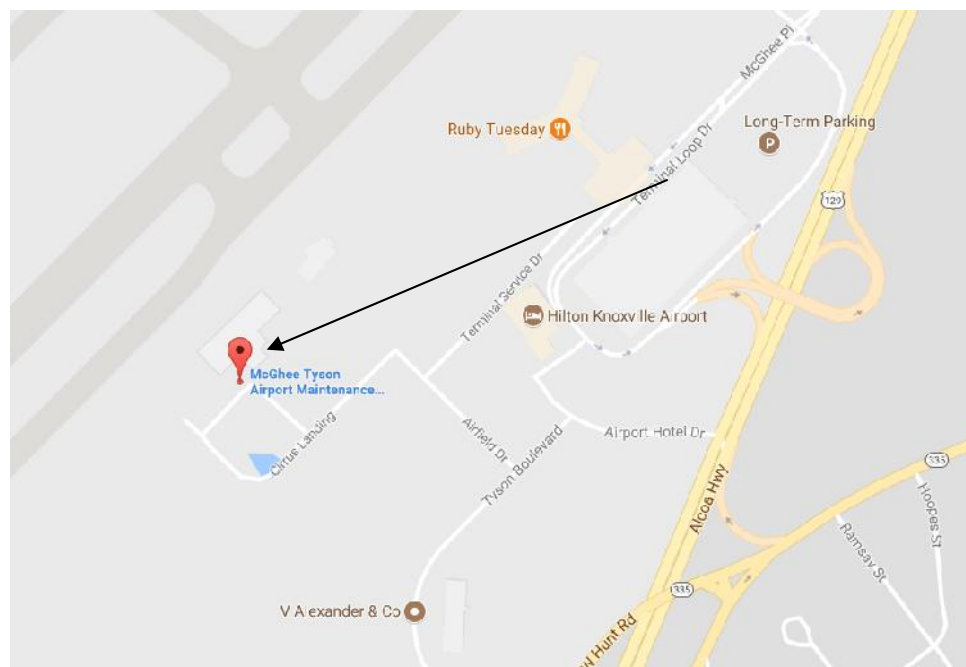 McGhee Pl
Ruby Tuesday
Long-Term Parking
P
Terminal Loop Dr
129
Terminal Service Dr
Hilton Knoxville Airport
McGhee Tyson
Airport Maintenance...
Cirrus Landing
Airfield Dr
Airport Hotel Dr
Tyson Boulevard
335
Alcoa Hwy
Hoopes St
Ramsay St
335
V Alexander & Co
W Hunt Rd